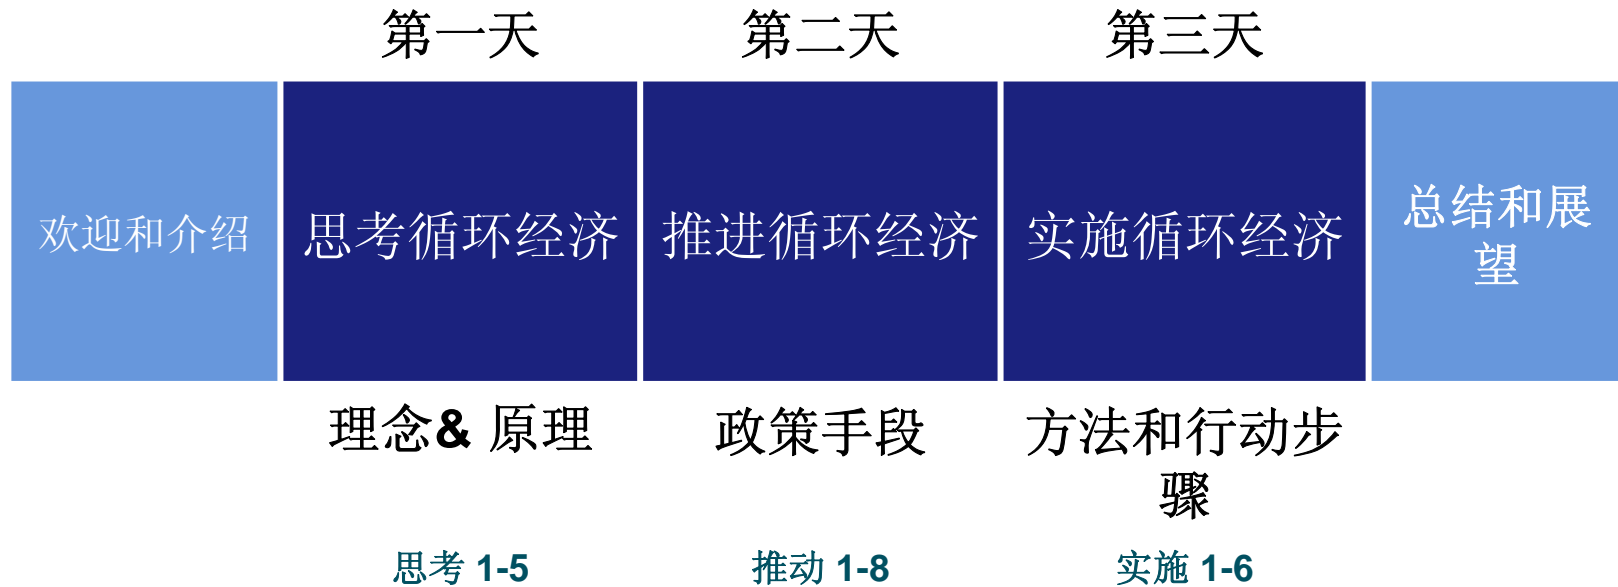 第一天
第二天
第三天
欢迎和介绍
思考循环经济
推进循环经济
实施循环经济
总结和展
望
理念& 原理
政策手段
方法和行动步
骤
思考 1-5
推动 1-8
实施 1-6